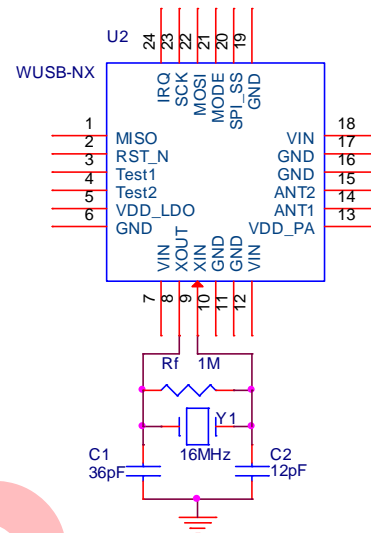 U2
WUSB-NX
24 23 22 21 20 19
IRQ SCK MOSI MODE SPI_SS GND
1 MISO
2 RST_N
3 Test1
4 Test2
5 VDD_LDO
6 GND
VIN 18
GND 17
GND 16
ANT2 15
ANT1 14
VDD_PA 13
VIN XOUT XIN GND GND VIN
7 8 9 10 11 12
Rf 1M
Y1
16MHz
C1
36pF
C2
12pF